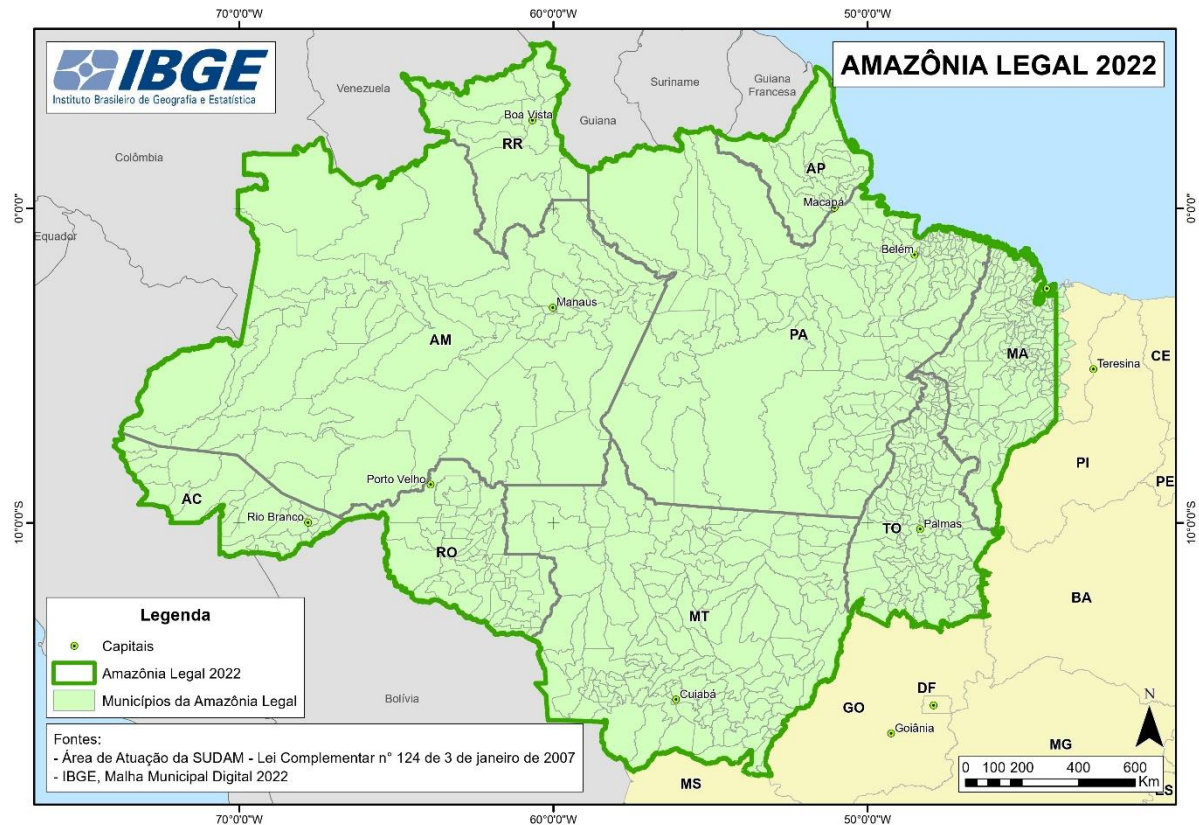 70°0'0"W 60°0'0"W 50°0'0"W
IBGE
Instituto Brasileiro de Geografia e Estatística
AMAZÔNIA LEGAL 2022
Venezuela
Suriname
Guiana Francesa
Guiana
Colômbia
Boa Vista
RR
AP
Macapá
0°0'0"
0°0'0"
Equador
Belém
Manaus
AM
PA
MA
CE
Teresina
PI
PE
Porto Velho
AC
Rio Branco
10°0'0"S
TO
Palmas
10°0'0"S
RO
BA
MT
Legenda
Capitais
Amazônia Legal 2022
Municípios da Amazônia Legal
Bolívia
Cuiabá
DF
GO
Goiânia
N
MG
MS
ES
Fontes:
- Área de Atuação da SUDAM - Lei Complementar n° 124 de 3 de janeiro de 2007
- IBGE, Malha Municipal Digital 2022
0 100 200 400 600
Km
70°0'0"W 60°0'0"W 50°0'0"W